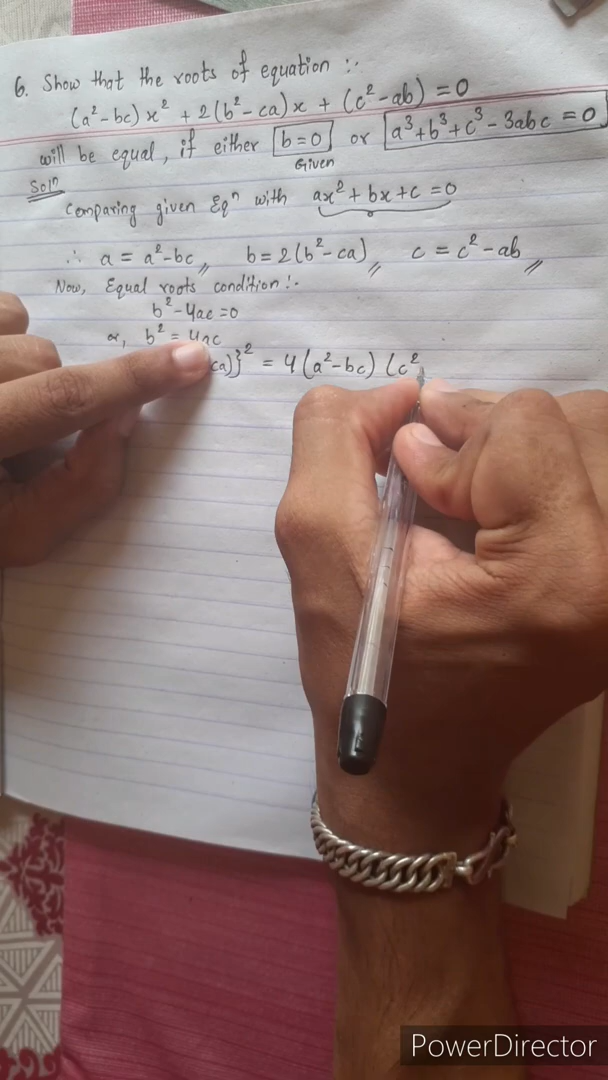 6. Show that the roots of equation :-
(a²-bc) x² + 2(b²-ca)x + (c²-ab) = 0
will be equal, if either b=0 or a³+b³+c³-3abc=0
Given
Solⁿ
Comparing given Eqⁿ with ax²+bx+c=0
∴ a = a²-bc,, b=2(b²-ca),, c = c²-ab,,
Now, Equal roots condition :-
b²-4ac=0
or, b² = 4ac
ca)}² = 4(a²-bc) (c²
PowerDirector